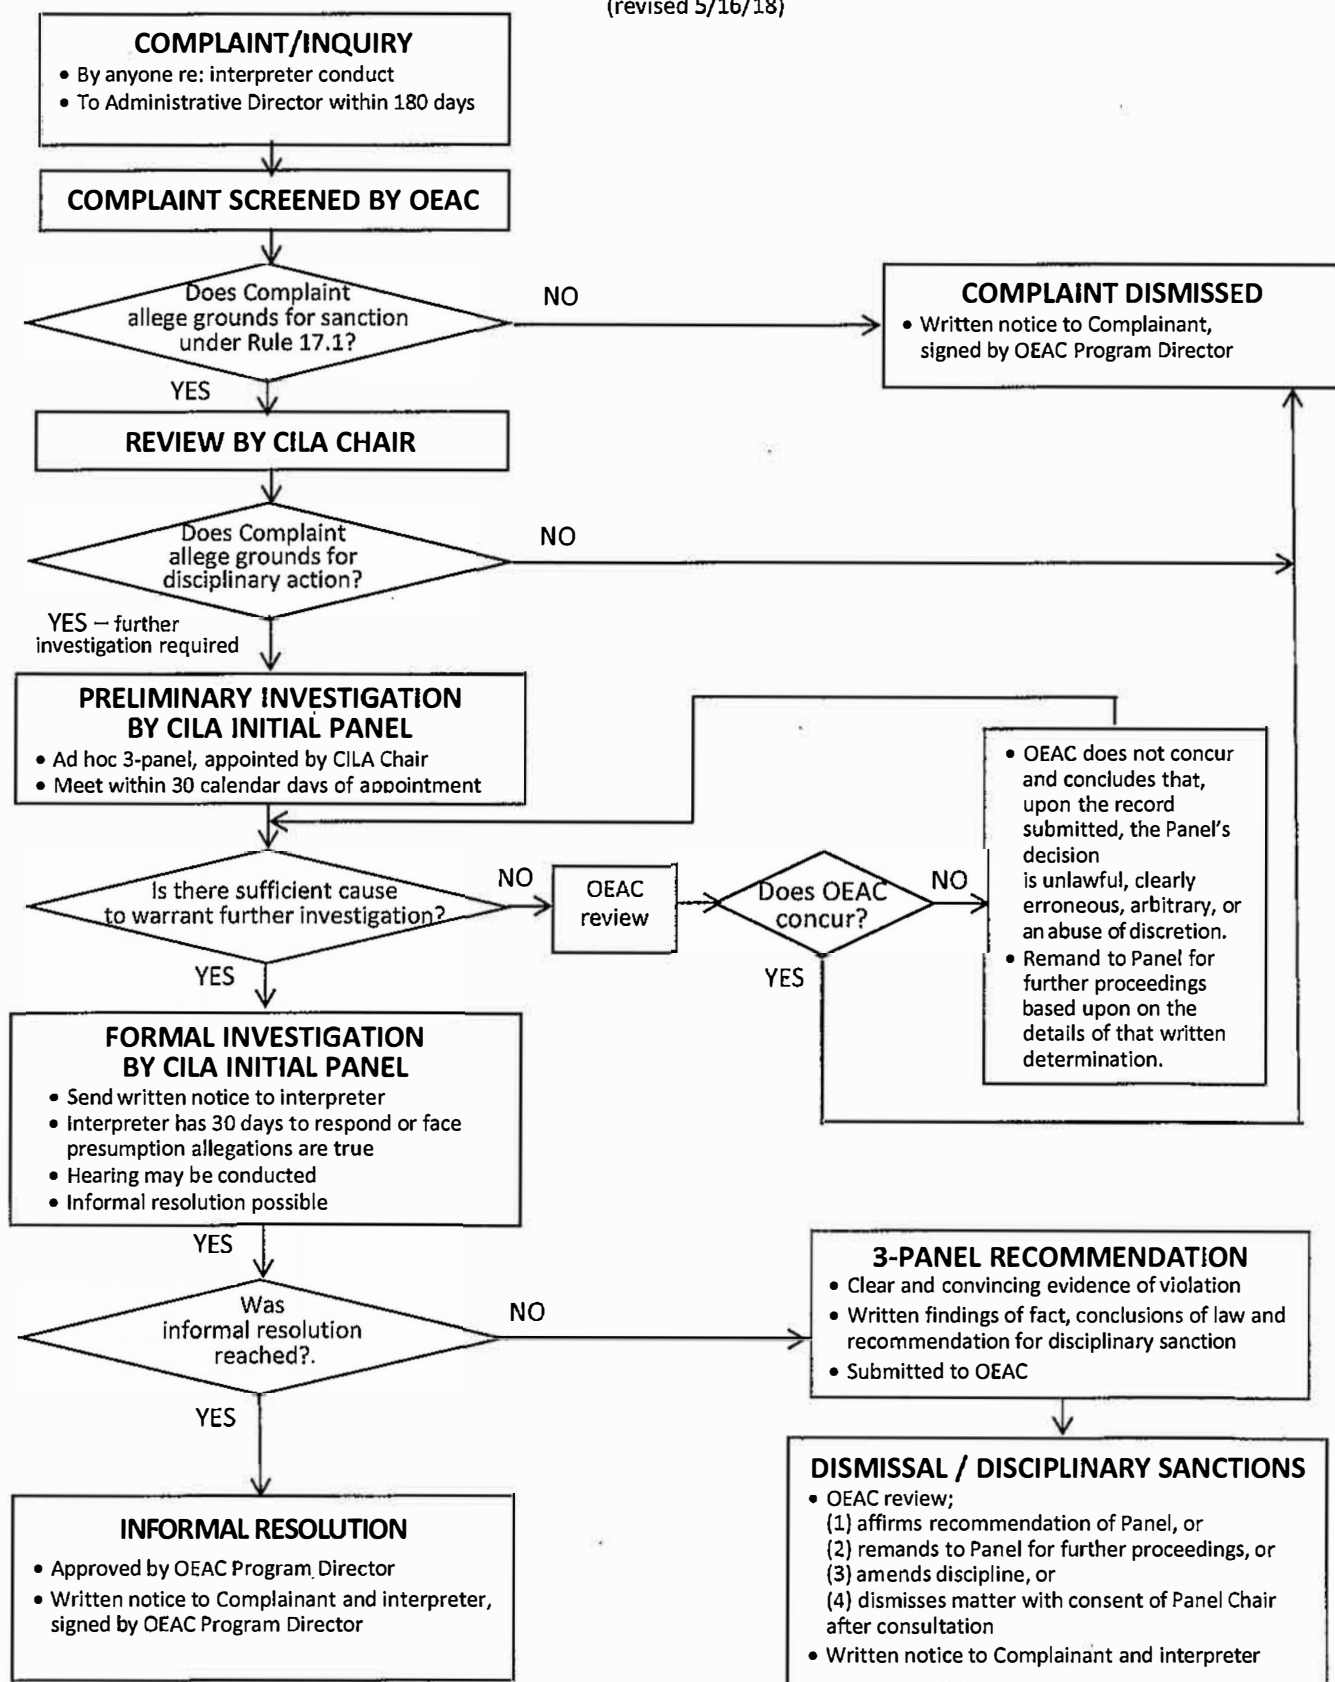 (revised 5/16/18)
COMPLAINT/INQUIRY
• By anyone re: interpreter conduct
• To Administrative Director within 180 days
COMPLAINT SCREENED BY OEAC
Does Complaint
allege grounds for sanction
under Rule 17.1?
NO
YES
COMPLAINT DISMISSED
• Written notice to Complainant,
signed by OEAC Program Director
REVIEW BY CILA CHAIR
Does Complaint
allege grounds for
disciplinary action?
NO
YES – further
investigation required
PRELIMINARY INVESTIGATION
BY CILA INITIAL PANEL
• Ad hoc 3-panel, appointed by CILA Chair
• Meet within 30 calendar days of appointment
Is there sufficient cause
to warrant further investigation?
NO
YES
OEAC
review
Does OEAC
concur?
NO
YES
• OEAC does not concur
and concludes that,
upon the record
submitted, the Panel's
decision
is unlawful, clearly
erroneous, arbitrary, or
an abuse of discretion.
• Remand to Panel for
further proceedings
based upon on the
details of that written
determination.
FORMAL INVESTIGATION
BY CILA INITIAL PANEL
• Send written notice to interpreter
• Interpreter has 30 days to respond or face
presumption allegations are true
• Hearing may be conducted
• Informal resolution possible
YES
Was
informal resolution
reached?.
NO
YES
3-PANEL RECOMMENDATION
• Clear and convincing evidence of violation
• Written findings of fact, conclusions of law and
recommendation for disciplinary sanction
• Submitted to OEAC
INFORMAL RESOLUTION
• Approved by OEAC Program Director
• Written notice to Complainant and interpreter,
signed by OEAC Program Director
DISMISSAL / DISCIPLINARY SANCTIONS
• OEAC review;
(1) affirms recommendation of Panel, or
(2) remands to Panel for further proceedings, or
(3) amends discipline, or
(4) dismisses matter with consent of Panel Chair
after consultation
• Written notice to Complainant and interpreter